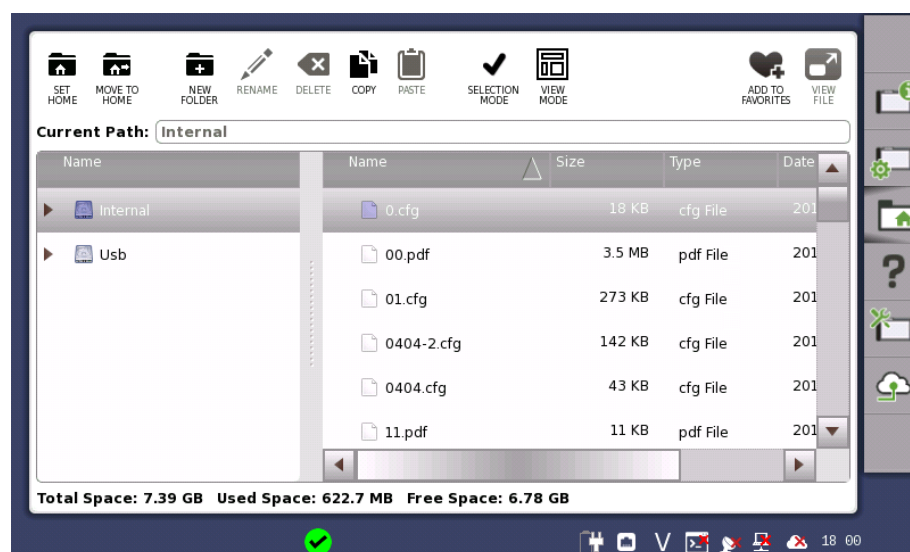 SET HOME MOVE TO HOME NEW FOLDER RENAME DELETE COPY PASTE SELECTION MODE VIEW MODE ADD TO FAVORITES VIEW FILE
Current Path: Internal
Name Name Size Type Date
Internal 0.cfg 18 KB cfg File 201
Usb 00.pdf 3.5 MB pdf File 201
01.cfg 273 KB cfg File 201
0404-2.cfg 142 KB cfg File 201
0404.cfg 43 KB cfg File 201
11.pdf 11 KB pdf File 201
Total Space: 7.39 GB Used Space: 622.7 MB Free Space: 6.78 GB
V 18 00